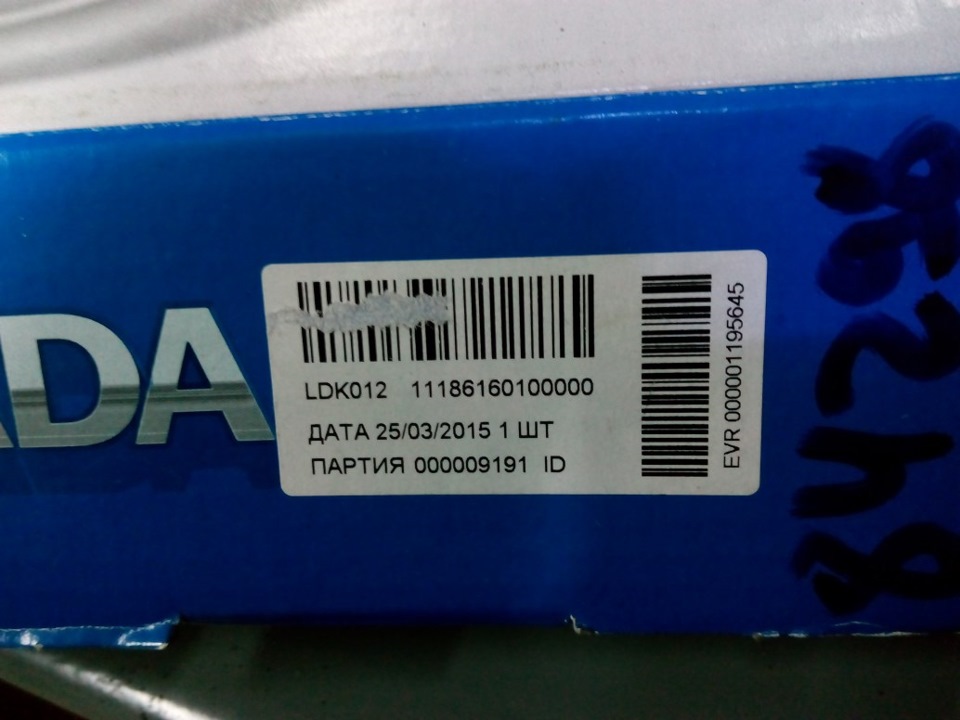 ADA
LDK012 11186160100000
ДАТА 25/03/2015 1 ШТ
ПАРТИЯ 000009191 ID
EVR 000001195645